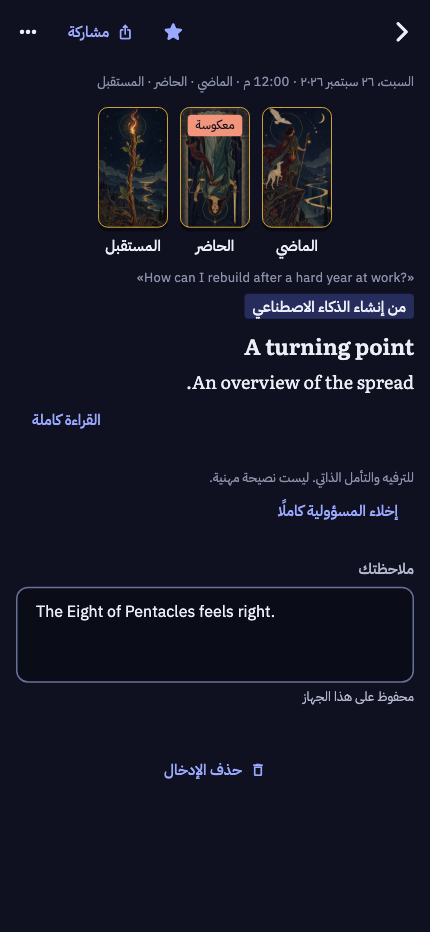 مشاركة
السبت، ٢٦ سبتمبر ٢٠٢٦ · 12:00 م · الماضي · الحاضر · المستقبل
معكوسة
الماضي
الحاضر
المستقبل
«How can I rebuild after a hard year at work?»
من إنشاء الذكاء الاصطناعي
A turning point
An overview of the spread.
القراءة كاملة
للترفيه والتأمل الذاتي. ليست نصيحة مهنية.
إخلاء المسؤولية كاملًا
ملاحظتك
The Eight of Pentacles feels right.
محفوظ على هذا الجهاز
حذف الإدخال